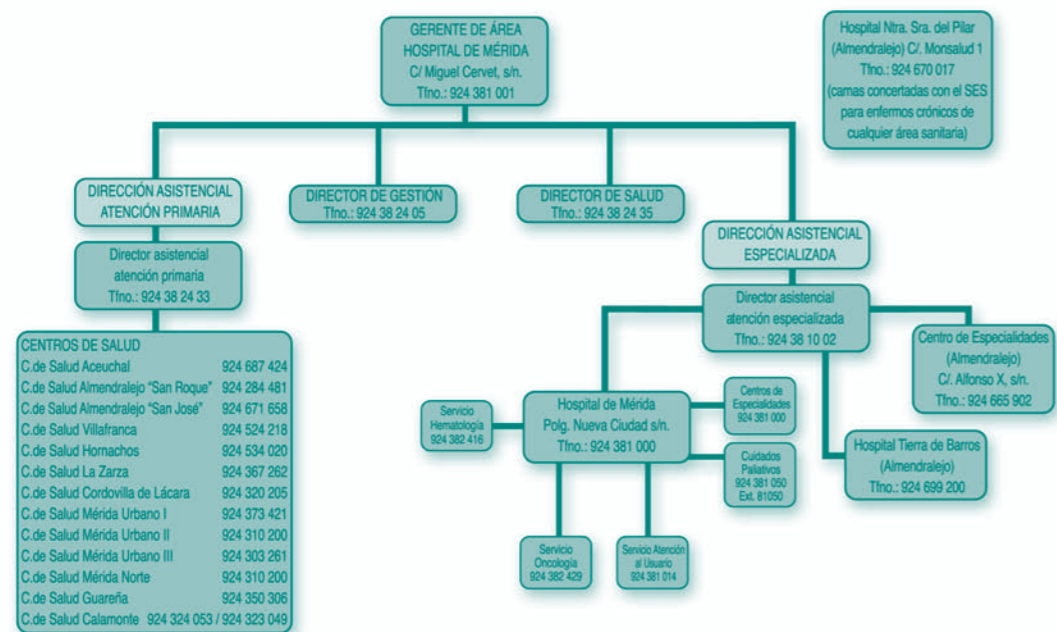 GERENTE DE ÁREA
HOSPITAL DE MÉRIDA
C/ Miguel Cervet, s/n.
Tfno.: 924 381 001
Hospital Ntra. Sra. del Pilar
(Almendralejo) C/. Monsalud 1
Tfno.: 924 670 017
(camas concertadas con el SES
para enfermos crónicos de
cualquier área sanitaria)
DIRECCIÓN ASISTENCIAL
ATENCIÓN PRIMARIA
DIRECTOR DE GESTIÓN
Tfno.: 924 38 24 05
DIRECTOR DE SALUD
Tfno.: 924 38 24 35
DIRECCIÓN ASISTENCIAL
ESPECIALIZADA
Director asistencial
atención primaria
Tfno.: 924 38 24 33
Director asistencial
atención especializada
Tfno.: 924 38 10 02
CENTROS DE SALUD
C.de Salud Aceuchal 924 687 424
C.de Salud Almendralejo "San Roque" 924 284 481
C.de Salud Almendralejo "San José" 924 671 658
C.de Salud Villafranca 924 524 218
C.de Salud Hornachos 924 534 020
C.de Salud La Zarza 924 367 262
C.de Salud Cordovilla de Lácara 924 320 205
C.de Salud Mérida Urbano I 924 373 421
C.de Salud Mérida Urbano II 924 310 200
C.de Salud Mérida Urbano III 924 303 261
C.de Salud Mérida Norte 924 310 200
C.de Salud Guareña 924 350 306
C.de Salud Calamonte 924 324 053 / 924 323 049
Centro de Especialidades
(Almendralejo)
C/. Alfonso X, s/n.
Tfno.: 924 665 902
Servicio
Hematología
924 382 416
Hospital de Mérida
Polg. Nueva Ciudad s/n.
Tfno.: 924 381 000
Centros de
Especialidades
924 381 000
Cuidados
Paliativos
924 381 050
Ext. 81050
Hospital Tierra de Barros
(Almendralejo)
Tfno.: 924 699 200
Servicio
Oncología
924 382 429
Servicio Atención
al Usuario
924 381 014